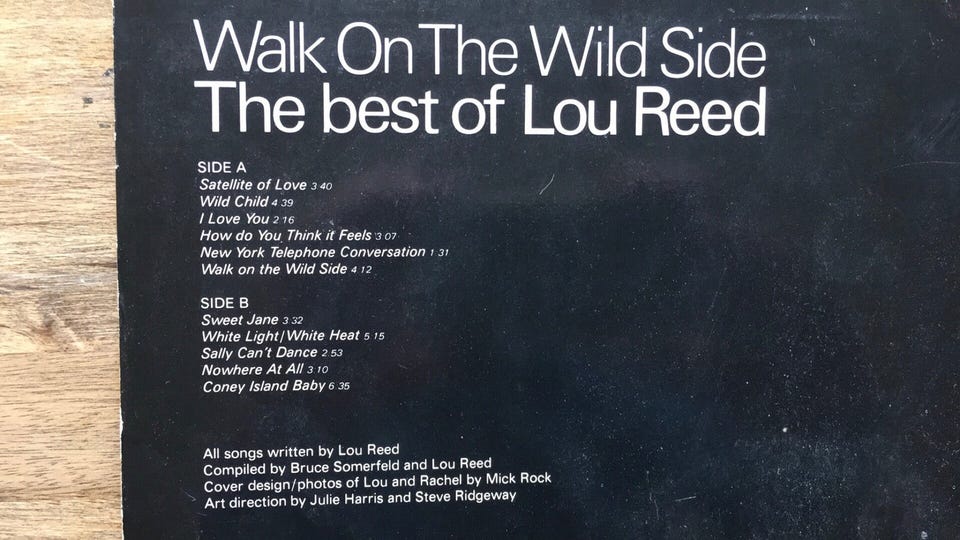 Walk On The Wild Side
The best of Lou Reed
SIDE A
Satellite of Love 3 40
Wild Child 4 39
I Love You 2 16
How do You Think it Feels 3 07
New York Telephone Conversation 1 31
Walk on the Wild Side 4 12
SIDE B
Sweet Jane 3 32
White Light/White Heat 5 15
Sally Can't Dance 2 53
Nowhere At All 3 10
Coney Island Baby 6 35
All songs written by Lou Reed
Compiled by Bruce Somerfeld and Lou Reed
Cover design/photos of Lou and Rachel by Mick Rock
Art direction by Julie Harris and Steve Ridgeway